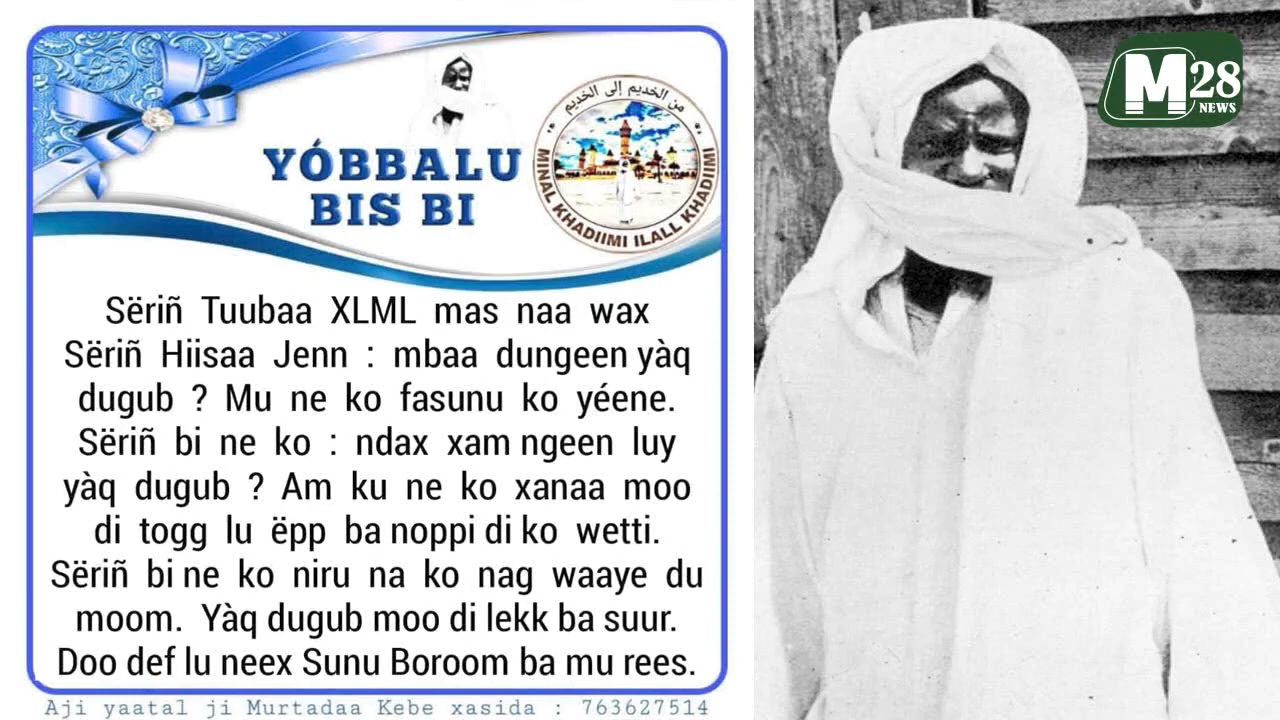 من الخديم إلى الخديم
MINAL KHADIIMI ILALL KHADIIMI
YÓBBALU
BIS BI
Sëriñ Tuubaa XLML mas naa wax
Sëriñ Hiisaa Jenn : mbaa dungeen yàq
dugub ? Mu ne ko fasunu ko yéene.
Sëriñ bi ne ko : ndax xam ngeen luy
yàq dugub ? Am ku ne ko xanaa moo
di togg lu ëpp ba noppi di ko wetti.
Sëriñ bi ne ko niru na ko nag waaye du
moom. Yàq dugub moo di lekk ba suur.
Doo def lu neex Sunu Boroom ba mu rees.
Aji yaatal ji Murtadaa Kebe xasida : 763627514
M28
NEWS